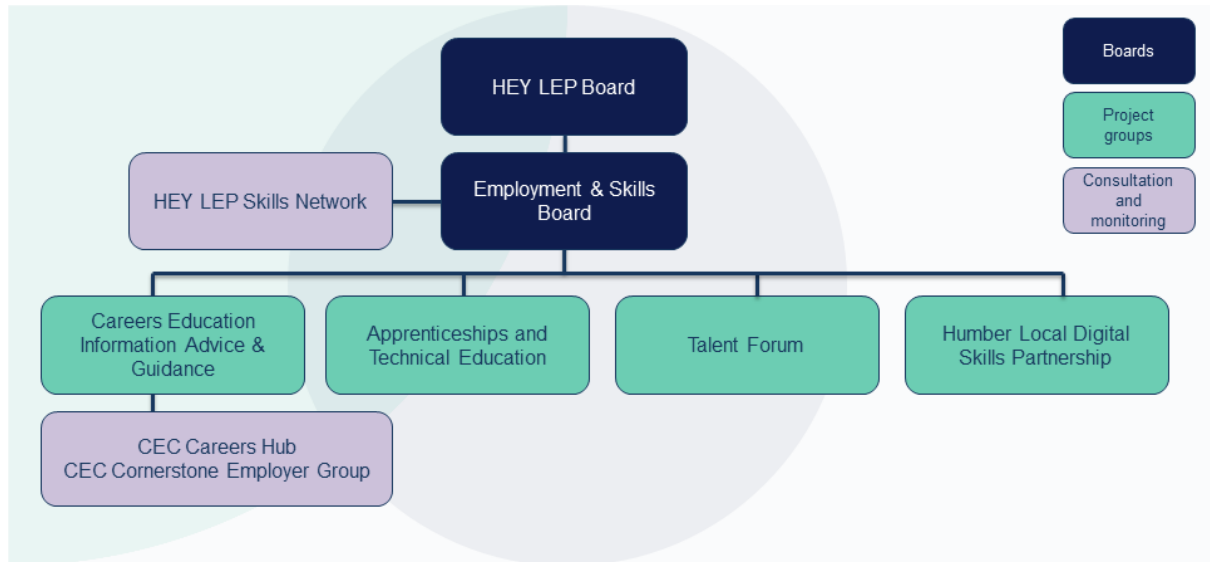 HEY LEP Board
Boards
Project
groups
HEY LEP Skills Network
Employment & Skills
Board
Consultation
and
monitoring
Careers Education
Information Advice &
Guidance
Apprenticeships and
Technical Education
Talent Forum
Humber Local Digital
Skills Partnership
CEC Careers Hub
CEC Cornerstone Employer Group